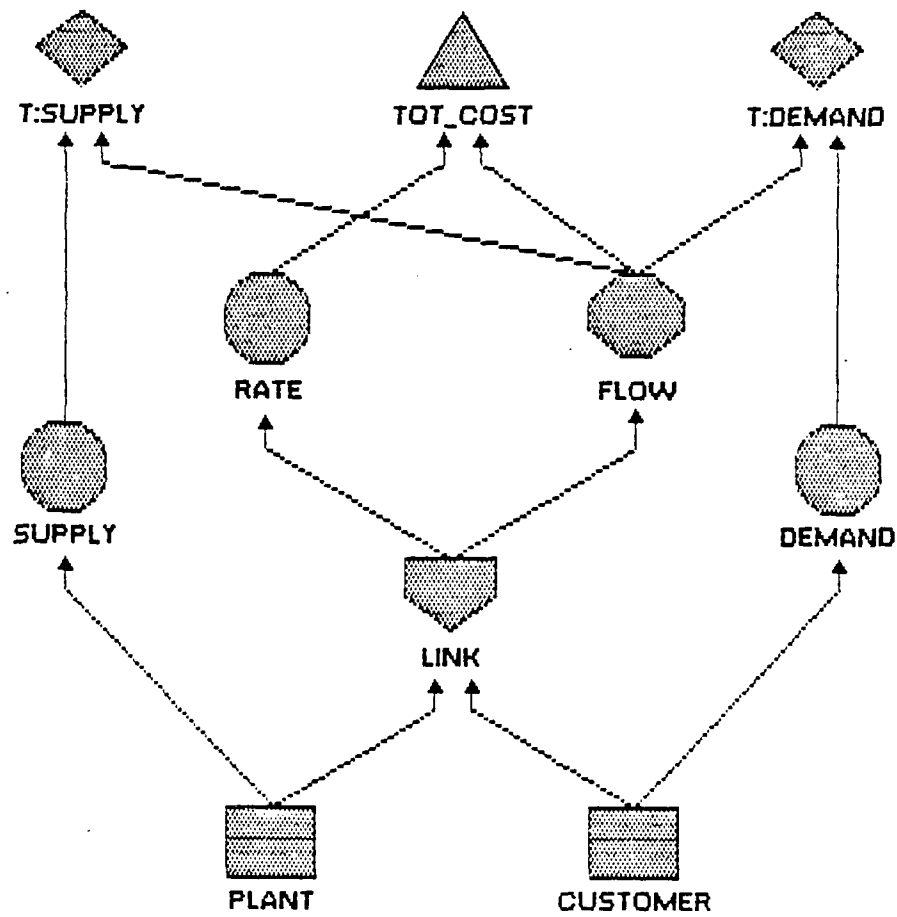 T:SUPPLY
TOT_COST
T:DEMAND
RATE
FLOW
SUPPLY
DEMAND
LINK
PLANT
CUSTOMER